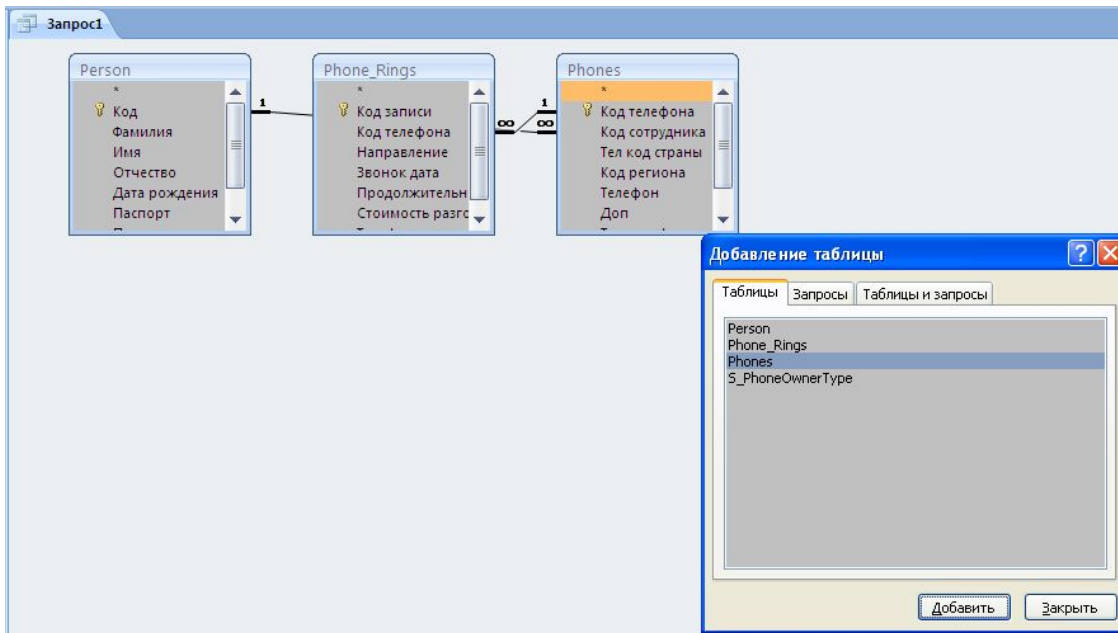 Запрос1
Person
*
Код
Фамилия
Имя
Отчество
Дата рождения
Паспорт
1
Phone_Rings
*
Код записи
Код телефона
Направление
Звонок дата
Продолжительн
Стоимость разго
∞
1
∞
Phones
*
Код телефона
Код сотрудника
Тел код страны
Код региона
Телефон
Доп
Добавление таблицы
Таблицы Запросы Таблицы и запросы
Person
Phone_Rings
Phones
S_PhoneOwnerType
Добавить Закрыть